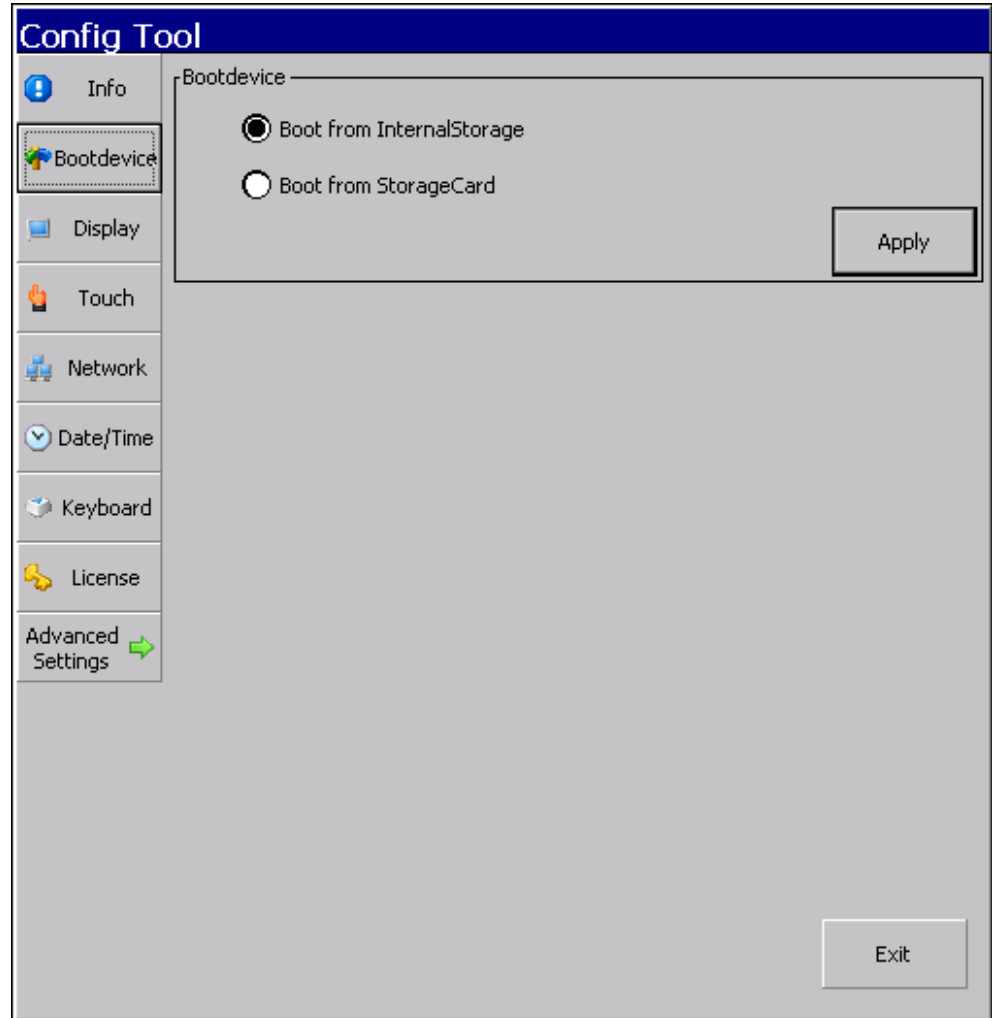 Config Tool
Info
Bootdevice
Display
Touch
Network
Date/Time
Keyboard
License
Advanced
Settings
Bootdevice
Boot from InternalStorage
Boot from StorageCard
Apply
Exit